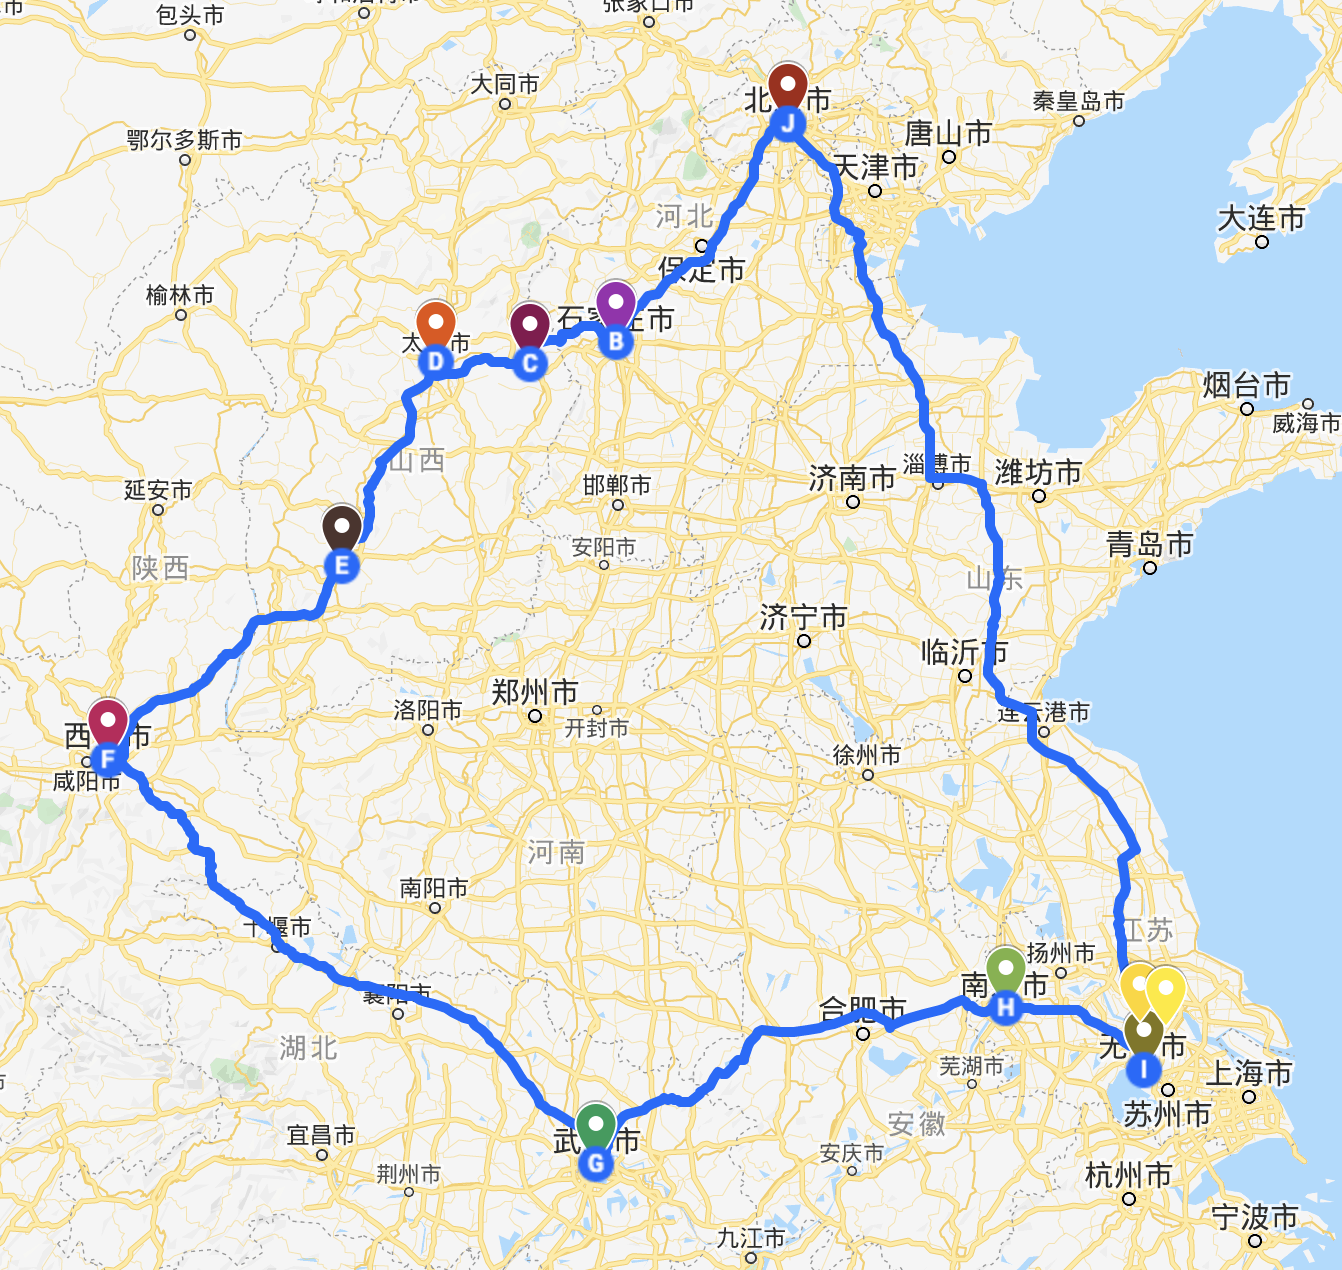 包头市
张家口市
大同市
北 市
J
秦皇岛市
唐山市
鄂尔多斯市
天津市
河北
大连市
保定市
榆林市
石家庄市
B
太 市
D
C
烟台市
威海市
山西
淄博市
潍坊市
济南市
邯郸市
延安市
青岛市
安阳市
E
陕西
山东
济宁市
临沂市
郑州市
洛阳市
开封市
连云港市
西 市
F
咸阳市
徐州市
河南
南阳市
十堰市
江苏
扬州市
南 市
H
襄阳市
合肥市
湖北
无 市
I
芜湖市
上海市
苏州市
安徽
宜昌市
武 市
G
安庆市
荆州市
杭州市
宁波市
九江市